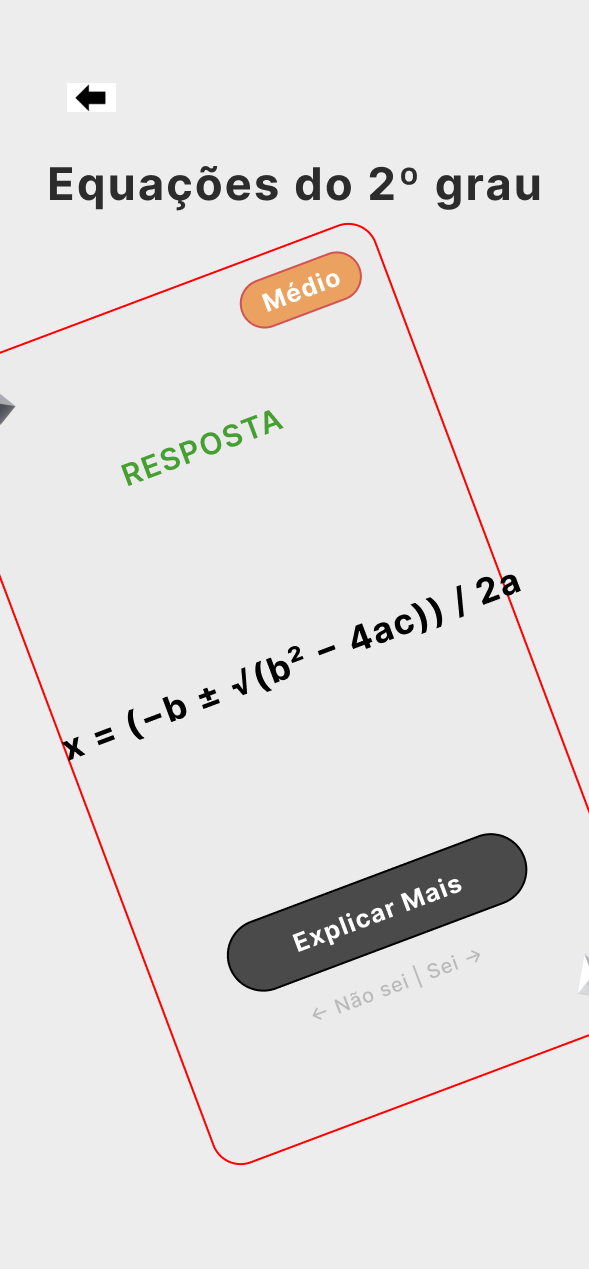 Equações do 2º grau
Médio
RESPOSTA
x = (−b ± √(b² − 4ac)) / 2a
Explicar Mais
← Não sei | Sei →